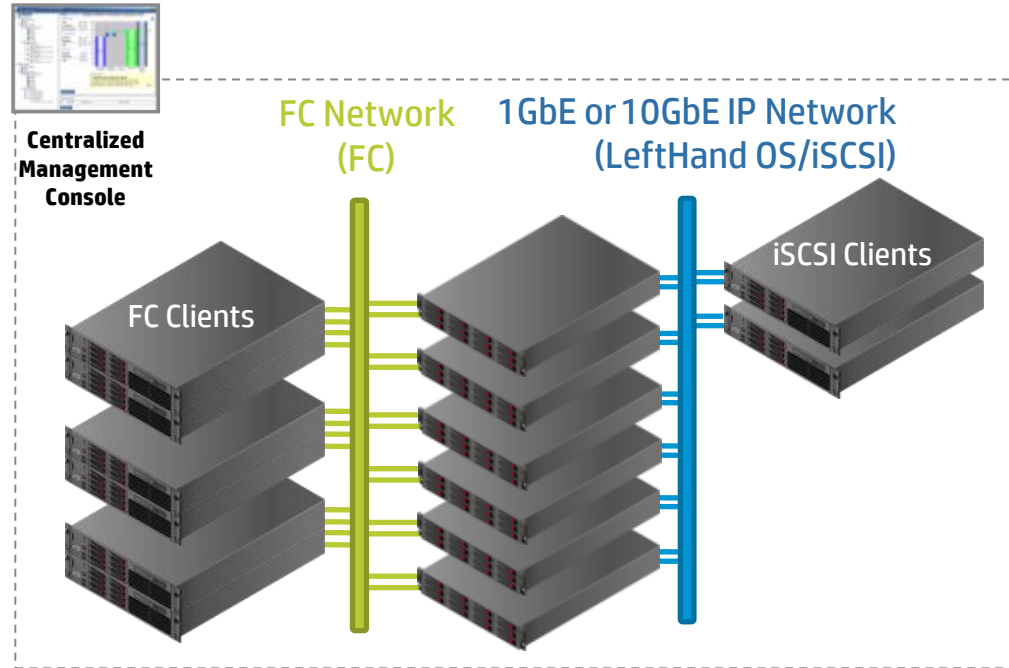 Centralized
Management
Console
FC Network
(FC)
1GbE or 10GbE IP Network
(LeftHand OS/iSCSI)
FC Clients
iSCSI Clients